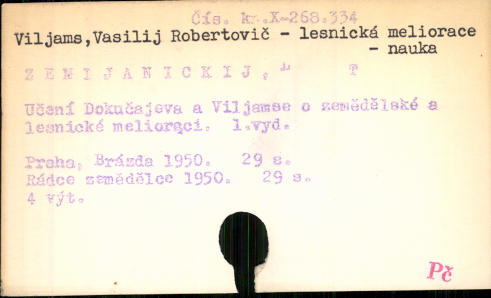 Čís. kr.X-268.334
Viljams,Vasilij Robertovič - lesnická meliorace
- nauka
ZEMIJANICKIJ, L T
Učení Dokučajeva a Viljamse o zemědělské a
lesnické melioraci. 1.vyd.
Praha, Brázda 1950. 29 s.
Rádce zemědělce 1950. 29 s.
4 výt.
Pč